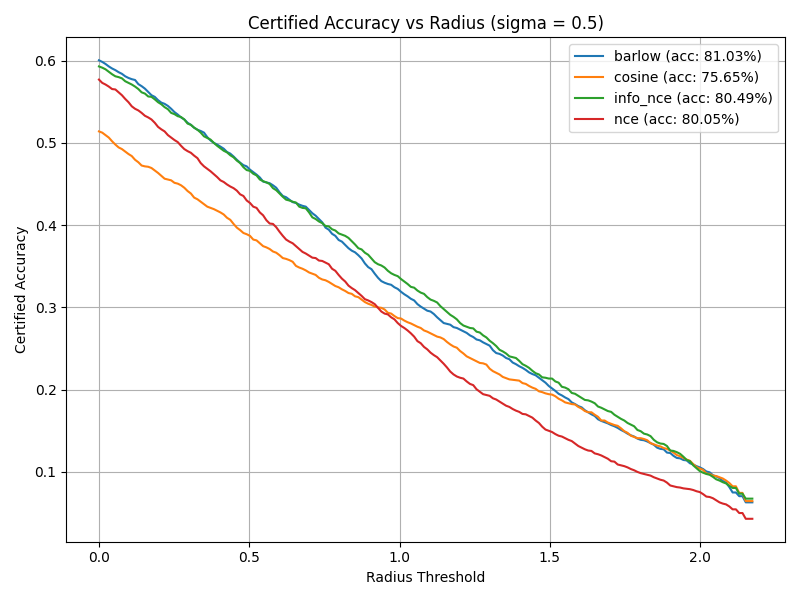 Certified Accuracy vs Radius (sigma = 0.5)
barlow (acc: 81.03%)
cosine (acc: 75.65%)
info_nce (acc: 80.49%)
nce (acc: 80.05%)
Certified Accuracy
0.6
0.5
0.4
0.3
0.2
0.1
0.0 0.5 1.0 1.5 2.0
Radius Threshold